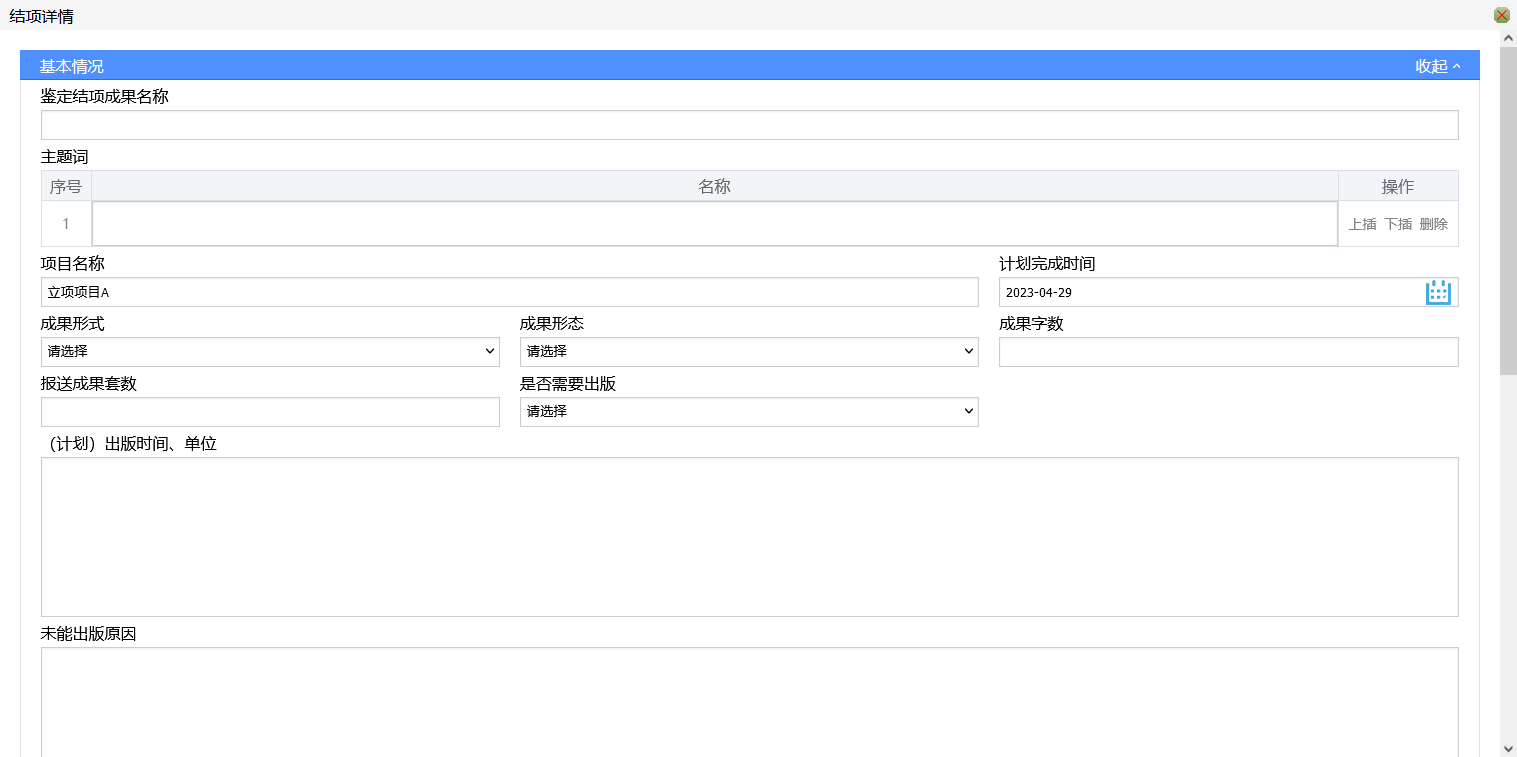 结项详情
基本情况 收起
鉴定结项成果名称
主题词
序号 名称 操作
1 上插 下插 删除
项目名称 计划完成时间
立项项目A 2023-04-29
成果形式 成果形态 成果字数
请选择 请选择
报送成果套数 是否需要出版
请选择
（计划）出版时间、单位
未能出版原因